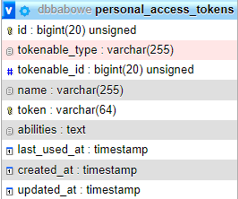 v dbbabowe personal_access_tokens
id : bigint(20) unsigned
tokenable_type : varchar(255)
# tokenable_id : bigint(20) unsigned
name : varchar(255)
token : varchar(64)
abilities : text
last_used_at : timestamp
created_at : timestamp
updated_at : timestamp